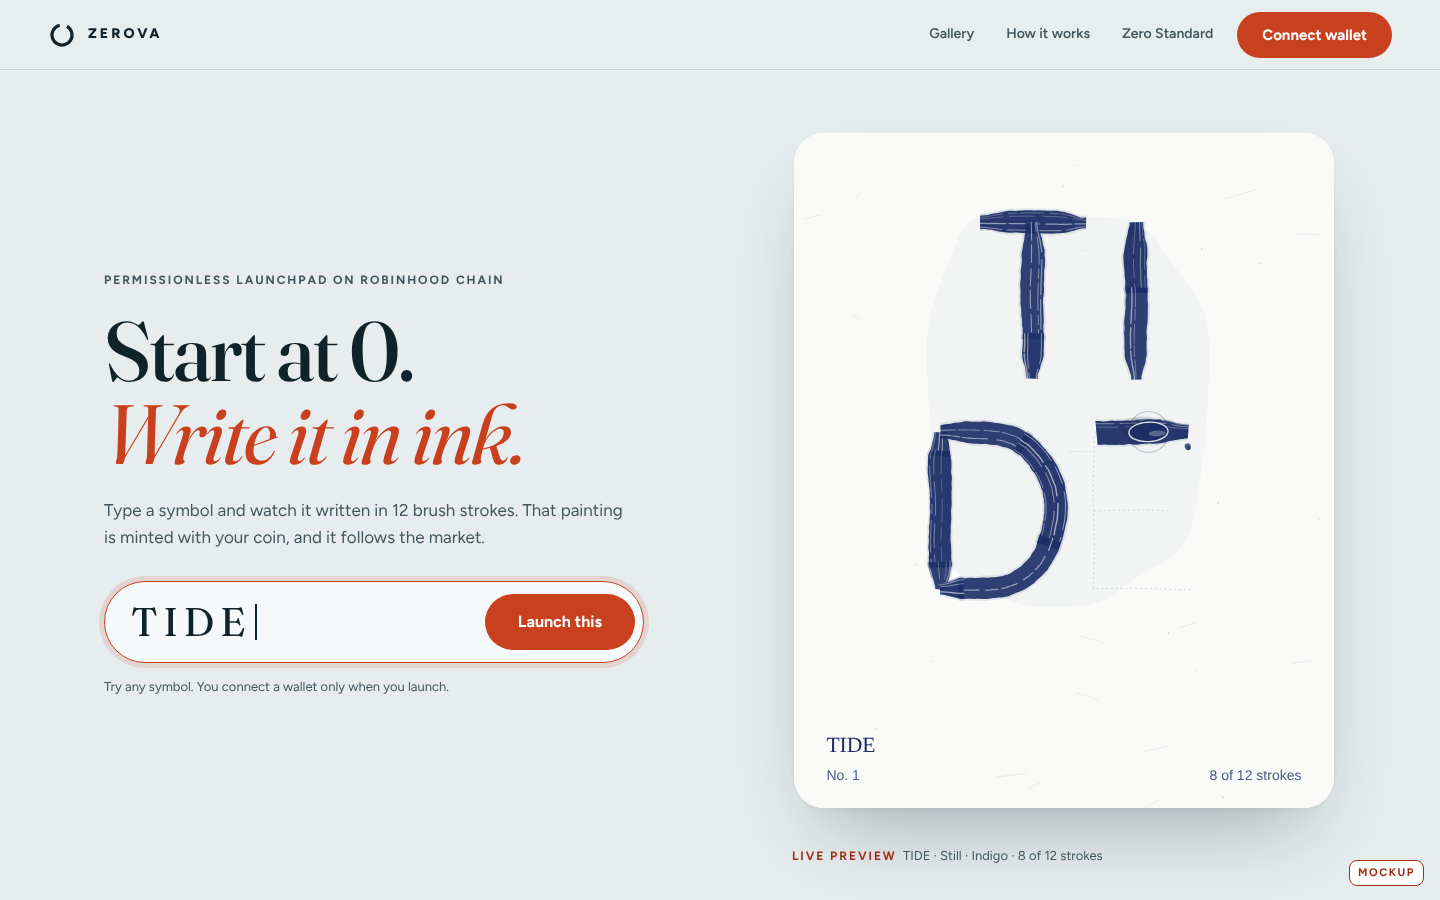 ZEROVA
Gallery
How it works
Zero Standard
Connect wallet
PERMISSIONLESS LAUNCHPAD ON ROBINHOOD CHAIN
Start at 0.
Write it in ink.
Type a symbol and watch it written in 12 brush strokes. That painting
is minted with your coin, and it follows the market.
TIDE
Launch this
Try any symbol. You connect a wallet only when you launch.
TI
D
TIDE
No. 1
8 of 12 strokes
LIVE PREVIEW TIDE · Still · Indigo · 8 of 12 strokes
MOCKUP